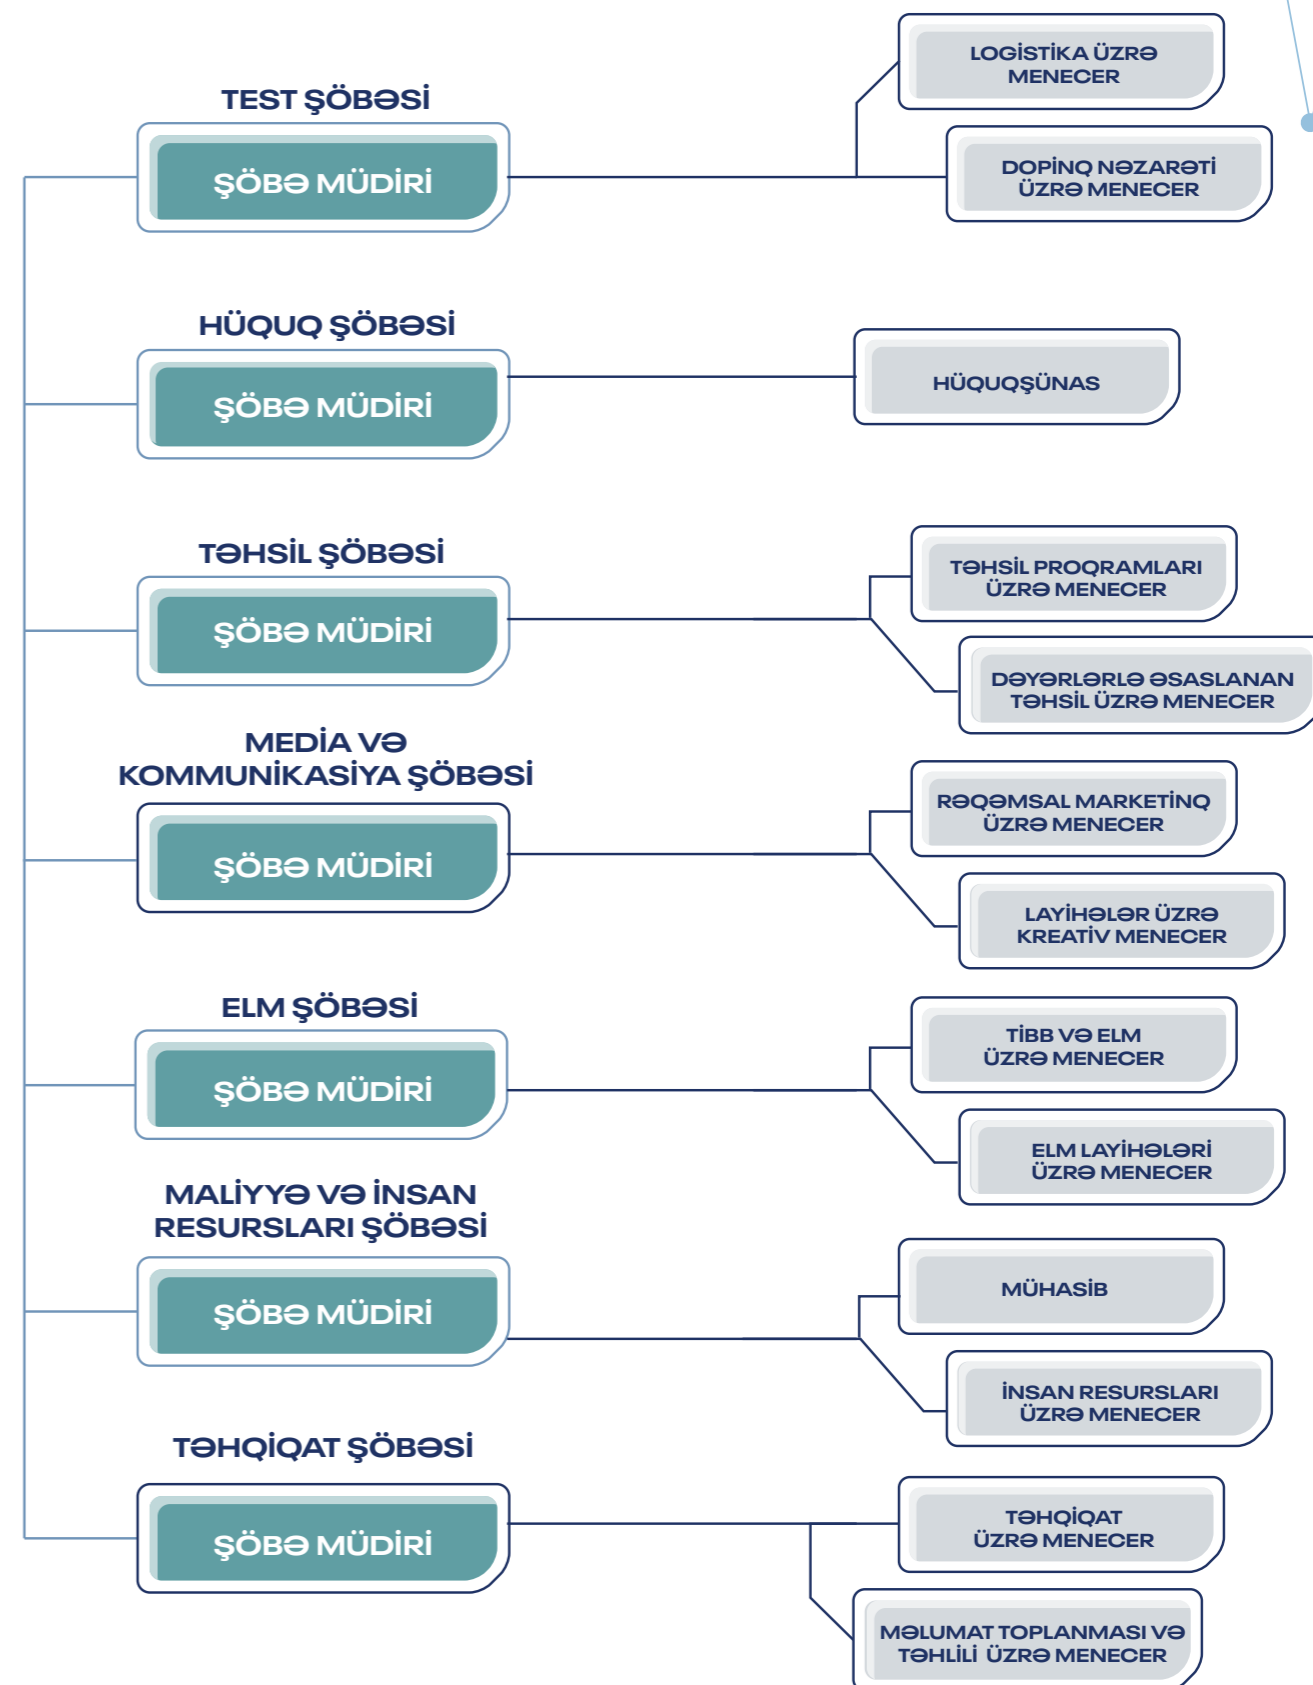 TEST ŞÖBƏSİ
ŞÖBƏ MÜDİRİ
LOGİSTİKA ÜZRƏ
MENECER
DOPİNQ NƏZARƏTİ
ÜZRƏ MENECER
HÜQUQ ŞÖBƏSİ
ŞÖBƏ MÜDİRİ
HÜQUQŞÜNAS
TƏHSİL ŞÖBƏSİ
ŞÖBƏ MÜDİRİ
TƏHSİL PROQRAMLARI
ÜZRƏ MENECER
DƏYƏRLƏRLƏ ƏSASLANAN
TƏHSİL ÜZRƏ MENECER
MEDİA VƏ
KOMMUNİKASİYA ŞÖBƏSİ
ŞÖBƏ MÜDİRİ
RƏQƏMSAL MARKETİNQ
ÜZRƏ MENECER
LAYİHƏLƏR ÜZRƏ
KREATİV MENECER
ELM ŞÖBƏSİ
ŞÖBƏ MÜDİRİ
TİBB VƏ ELM
ÜZRƏ MENECER
ELM LAYİHƏLƏRİ
ÜZRƏ MENECER
MALİYYƏ VƏ İNSAN
RESURSLARI ŞÖBƏSİ
ŞÖBƏ MÜDİRİ
MÜHASİB
İNSAN RESURSLARI
ÜZRƏ MENECER
TƏHQİQAT ŞÖBƏSİ
ŞÖBƏ MÜDİRİ
TƏHQİQAT
ÜZRƏ MENECER
MƏLUMAT TOPLANMASI VƏ
TƏHLİLİ ÜZRƏ MENECER